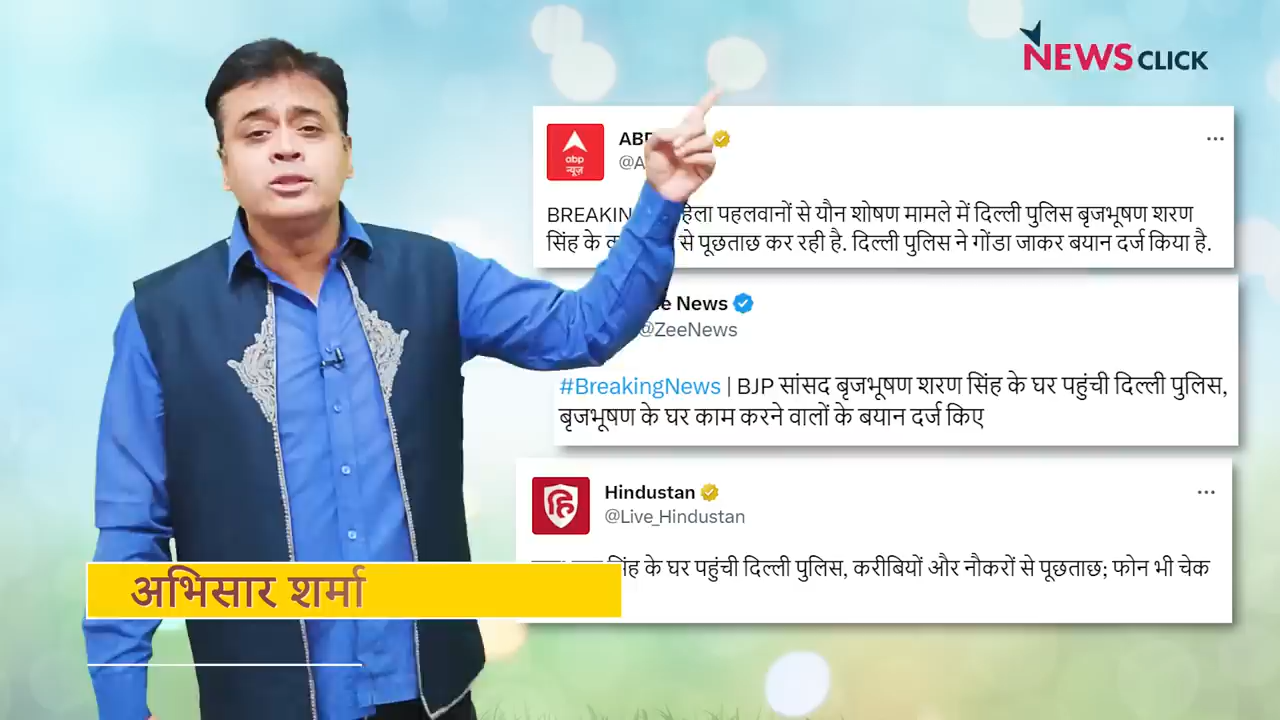 NEWS CLICK
abp
न्यूज़
महिला पहलवानों से यौन शोषण मामले में दिल्ली पुलिस बृजभूषण शरण
सिंह के से पूछताछ कर रही है. दिल्ली पुलिस ने गोंडा जाकर बयान दर्ज किया है.
News
@ZeeNews
#BreakingNews | BJP सांसद बृजभूषण शरण सिंह के घर पहुंची दिल्ली पुलिस,
बृजभूषण के घर काम करने वालों के बयान दर्ज किए
हि
Hindustan
@Live_Hindustan
सिंह के घर पहुंची दिल्ली पुलिस, करीबियों और नौकरों से पूछताछ; फोन भी चेक
अभिसार शर्मा